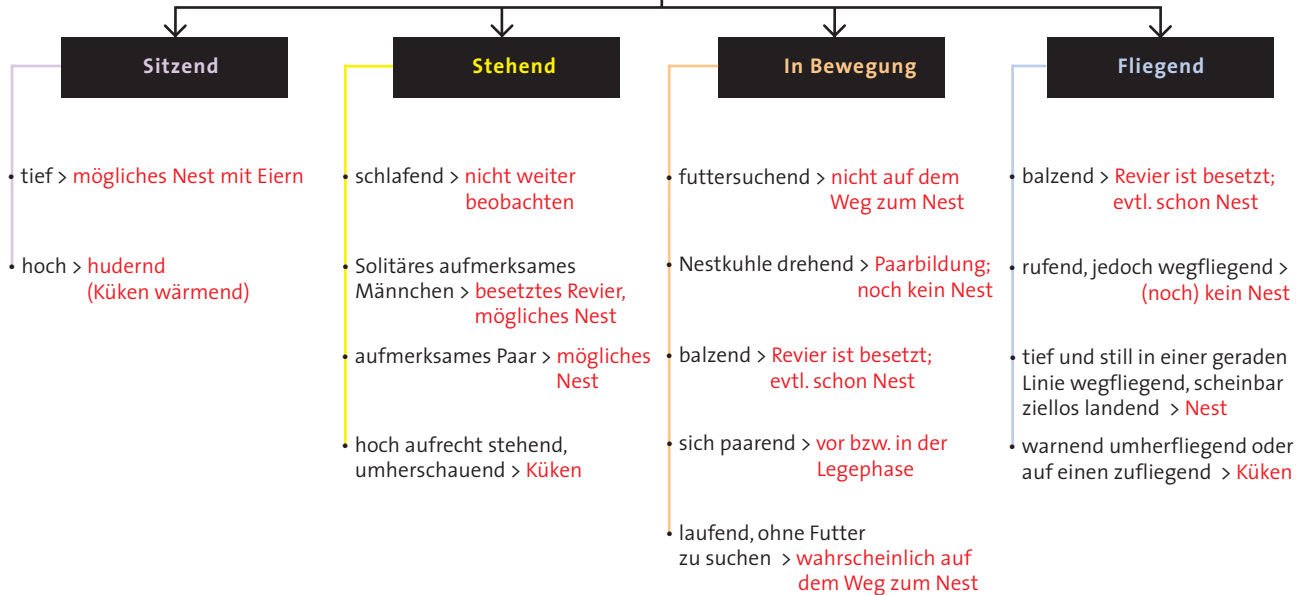 Sitzend
• tief > mögliches Nest mit Eiern
• hoch > hudernd
(Küken wärmend)
Stehend
• schlafend > nicht weiter
beobachten
• Solitäres aufmerksames
Männchen > besetztes Revier,
mögliches Nest
• aufmerksames Paar > mögliches
Nest
• hoch aufrecht stehend,
umherschauend > Küken
In Bewegung
• futtersuchend > nicht auf dem
Weg zum Nest
• Nestkuhle drehend > Paarbildung;
noch kein Nest
• balzend > Revier ist besetzt;
evtl. schon Nest
• sich paarend > vor bzw. in der
Legephase
• laufend, ohne Futter
zu suchen > wahrscheinlich auf
dem Weg zum Nest
Fliegend
• balzend > Revier ist besetzt;
evtl. schon Nest
• rufend, jedoch wegfliegend >
(noch) kein Nest
• tief und still in einer geraden
Linie wegfliegend, scheinbar
ziellos landend > Nest
• warnend umherfliegend oder
auf einen zufliegend > Küken